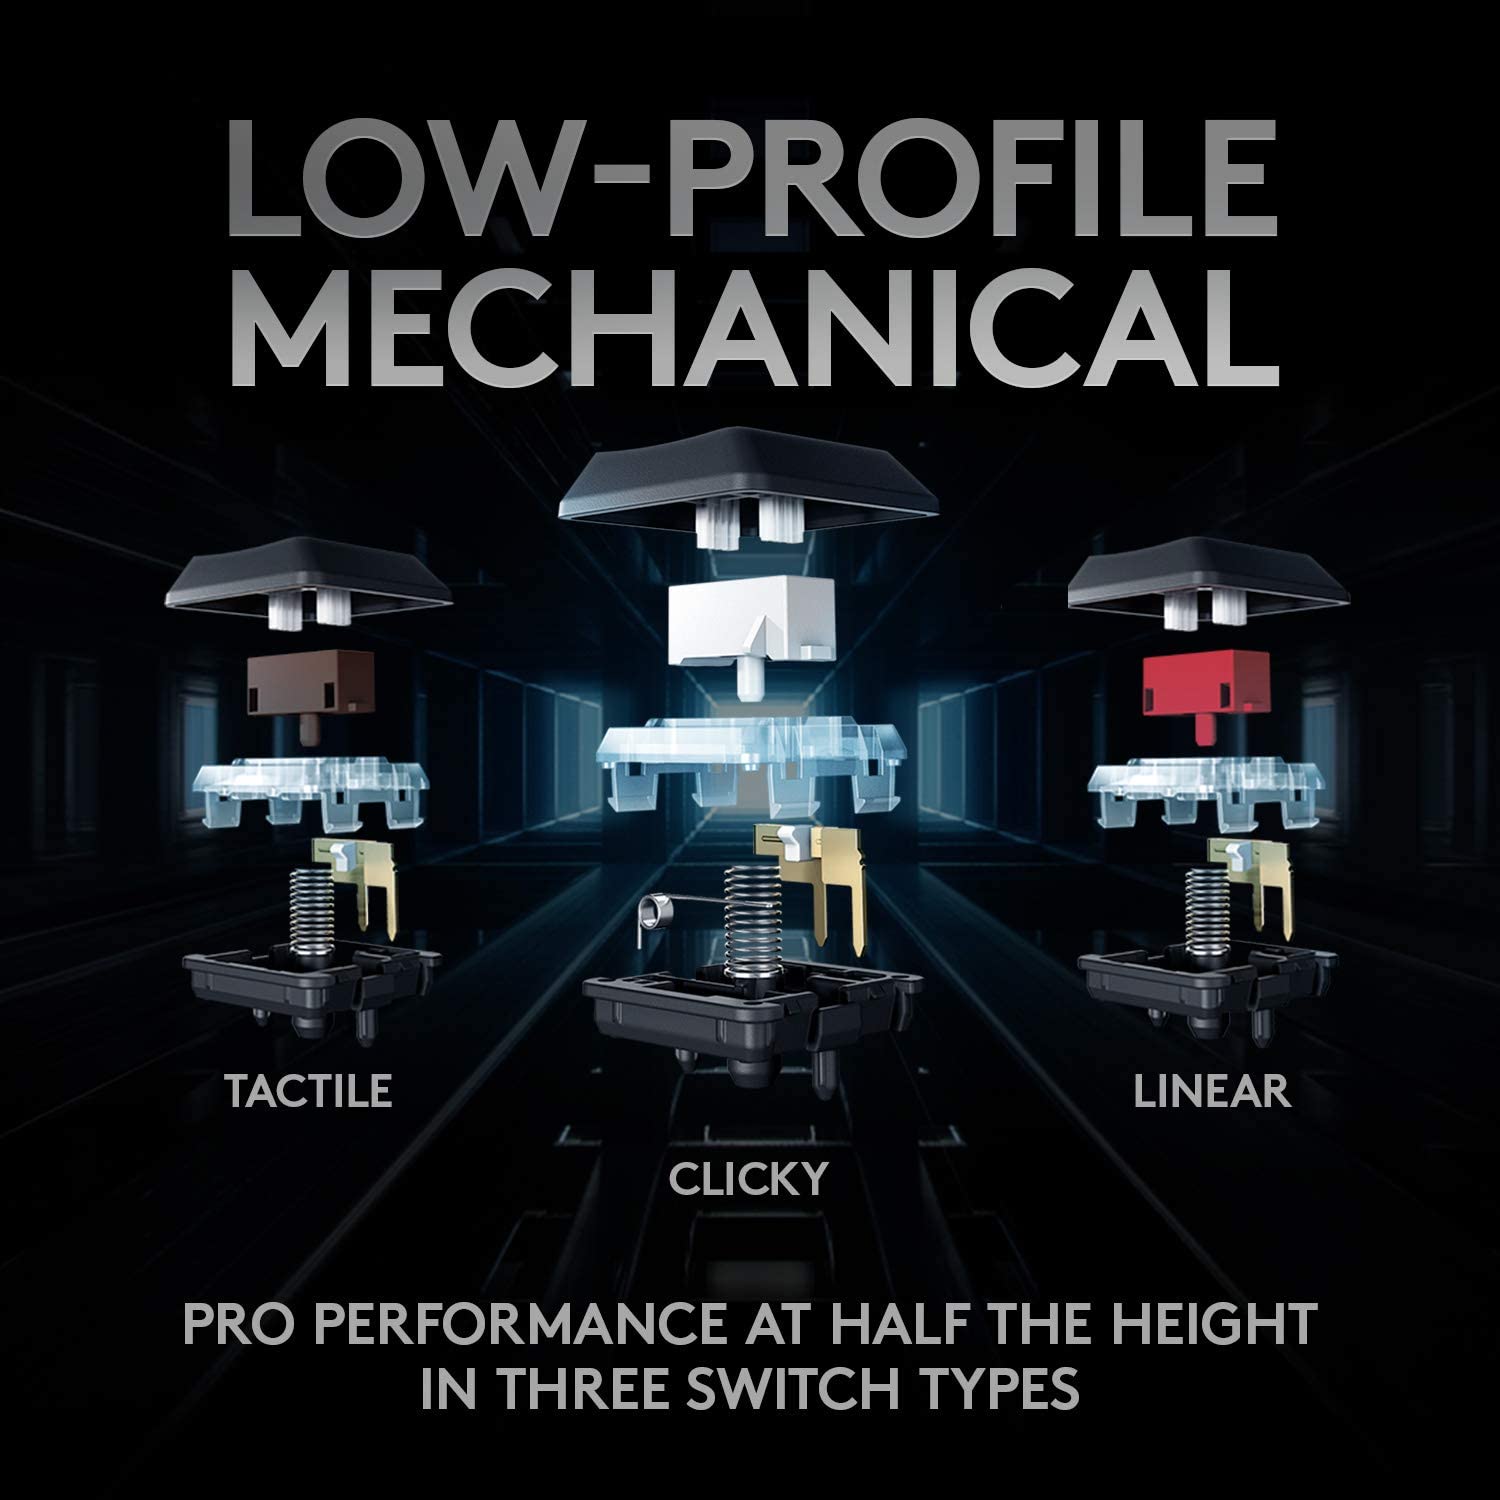 LOW-PROFILE
MECHANICAL
TACTILE
LINEAR
CLICKY
PRO PERFORMANCE AT HALF THE HEIGHT
IN THREE SWITCH TYPES